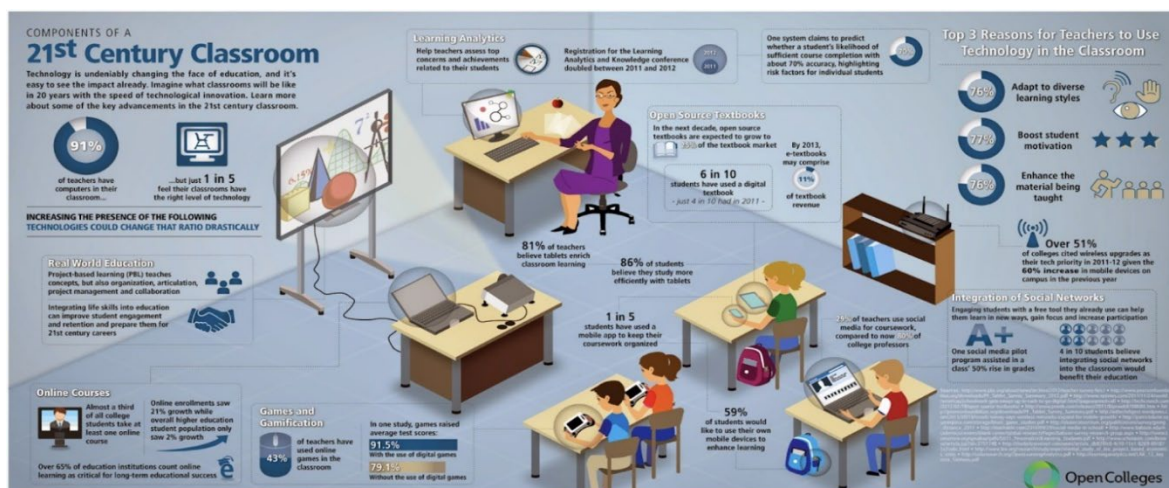 COMPONENTS OF A
21st Century Classroom
Technology is undeniably changing the face of education, and it's
easy to see the impact already. Imagine what classrooms will be like
in 20 years with the speed of technological innovation. Learn more
about some of the key advancements in the 21st century classroom.
91%
of teachers have
computers in their
classroom...
...but just 1 in 5
feel their classrooms have
the right level of technology
INCREASING THE PRESENCE OF THE FOLLOWING
TECHNOLOGIES COULD CHANGE THAT RATIO DRASTICALLY
Real World Education
Project-based learning (PBL) teaches
concepts, but also organization, articulation,
project management and collaboration
Integrating life skills into education
can improve student engagement
and retention and prepare them for
21st century careers
Online Courses
Almost a third
of all college
students take at
least one online
course
Online enrollments saw
21% growth while
overall higher education
student population only
saw 2% growth
Over 65% of education institutions count online
learning as critical for long-term educational success
Games and
Gamification
43%
of teachers have
used online
games in the
classroom
In one study, games raised
average test scores:
91.5%
With the use of digital games
79.1%
Without the use of digital games
Learning Analytics
Help teachers assess top
concerns and achievements
related to their students
Registration for the Learning
Analytics and Knowledge conference
doubled between 2011 and 2012
2012
2011
One system claims to predict
whether a student's likelihood of
sufficient course completion with
about 70% accuracy, highlighting
risk factors for individual students
70%
Open Source Textbooks
In the next decade, open source
textbooks are expected to grow to
of the textbook market
6 in 10
students have used a digital
textbook
- just 4 in 10 had in 2011 -
By 2013,
e-textbooks
may comprise
11%
of textbook
revenue
81% of teachers
believe tablets enrich
classroom learning
86% of students
believe they study more
efficiently with tablets
1 in 5
students have used a
mobile app to keep their
coursework organized
59%
of students would
like to use their own
mobile devices to
enhance learning
of teachers use social
media for coursework,
compared to now of
college professors
Top 3 Reasons for Teachers to Use
Technology in the Classroom
76%
Adapt to diverse
learning styles
77%
Boost student
motivation
76%
Enhance the
material being
taught
Over 51%
of colleges cited wireless upgrades as
their tech priority in 2011-12 given the
60% increase in mobile devices on
campus in the previous year
Integration of Social Networks
Engaging students with a free tool they already use can help
them learn in new ways, gain focus and increase participation
A+
One social media pilot
program assisted in a
class' 50% rise in grades
4 in 10 students believe
integrating social networks
into the classroom would
benefit their education
OpenColleges